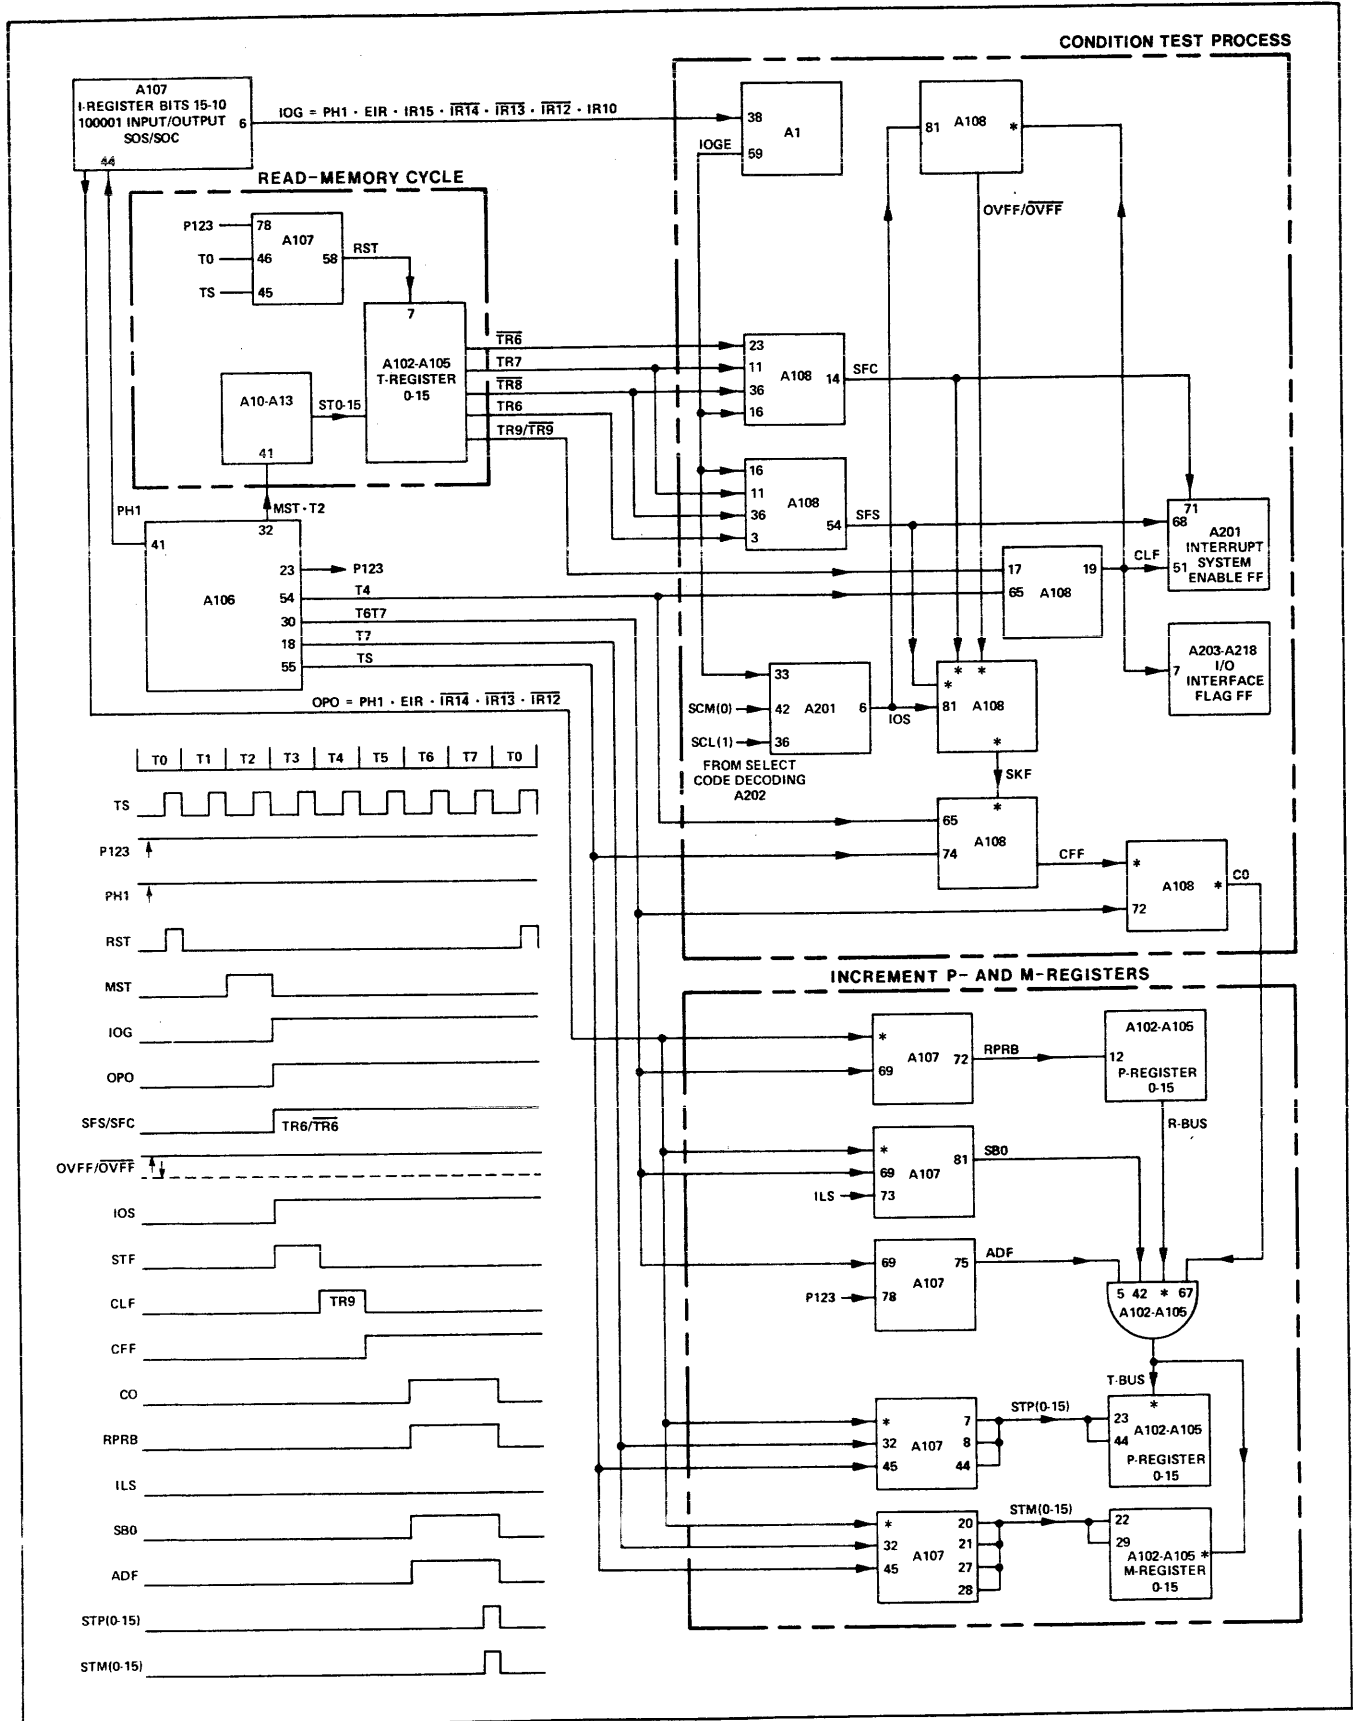 CONDITION TEST PROCESS
A107
I-REGISTER BITS 15-10
100001 INPUT/OUTPUT
SOS/SOC
6
44
IOG = PH1 · EIR · IR15 · IR14 · IR13 · IR12 · IR10
38
A1
59
IOGE
81
A108
*
OVFF/OVFF
READ-MEMORY CYCLE
P123
78
A107
T0
46
58
RST
TS
45
7
A102-A105
T-REGISTER
0-15
A10-A13
ST0-15
41
TR6
TR7
TR8
TR6
TR9/TR9
23
11
36
16
A108
14
SFC
16
11
36
3
A108
54
SFS
71
68
A201
INTERRUPT
SYSTEM
ENABLE FF
51
CLF
17
19
65
A108
PH1
MST·T2
32
41
A106
23
P123
54
T4
30
T6T7
18
T7
55
TS
A203-A218
I/O
INTERFACE
FLAG FF
7
OPO = PH1 · EIR · IR14 · IR13 · IR12
33
SCM(0)
42
A201
6
SCL(1)
36
IOS
FROM SELECT
CODE DECODING
A202
* *
*
81
A108
*
SKF
*
65
74
A108
CFF
*
A108
*
72
CO
T0 T1 T2 T3 T4 T5 T6 T7 T0
TS
P123
PH1
RST
MST
IOG
OPO
SFS/SFC
TR6/TR6
OVFF/OVFF
IOS
STF
CLF
TR9
CFF
CO
RPRB
ILS
SB0
ADF
STP(0-15)
STM(0-15)
INCREMENT P- AND M-REGISTERS
*
A107
72
69
RPRB
A102-A105
12
P-REGISTER
0-15
R-BUS
*
81
69
A107
ILS
73
SB0
69
75
A107
P123
78
ADF
5 42 * 67
A102-A105
T-BUS
*
7
32
8
A107
45
44
STP(0-15)
*
23
A102-A105
44
P-REGISTER
0-15
*
20
32
21
A107
45
27
28
STM(0-15)
22
29
A102-A105 *
M-REGISTER
0-15